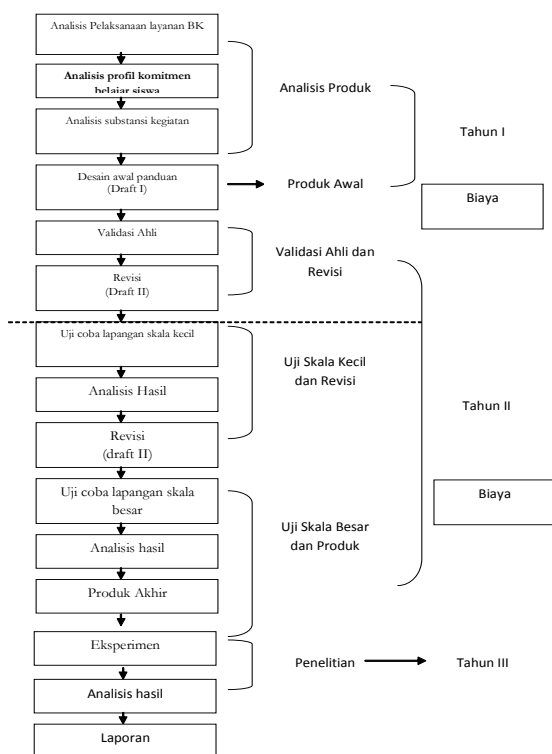 Analisis Pelaksanaan layanan BK
Analisis profil komitmen
belajar siswa
Analisis substansi kegiatan
Desain awal panduan
(Draft I)
Validasi Ahli
Revisi
(Draft II)
Uji coba lapangan skala kecil
Analisis Hasil
Revisi
(draft II)
Uji coba lapangan skala
besar
Analisis hasil
Produk Akhir
Eksperimen
Analisis hasil
Laporan
Analisis Produk
Produk Awal
Validasi Ahli dan
Revisi
Uji Skala Kecil
dan Revisi
Uji Skala Besar
dan Produk
Penelitian
Tahun I
Biaya
Tahun II
Biaya
Tahun III